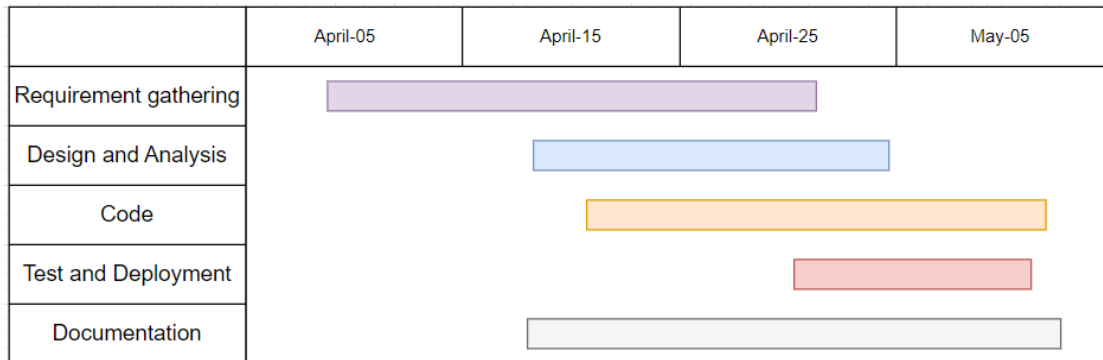 April-05
April-15
April-25
May-05
Requirement gathering
Design and Analysis
Code
Test and Deployment
Documentation